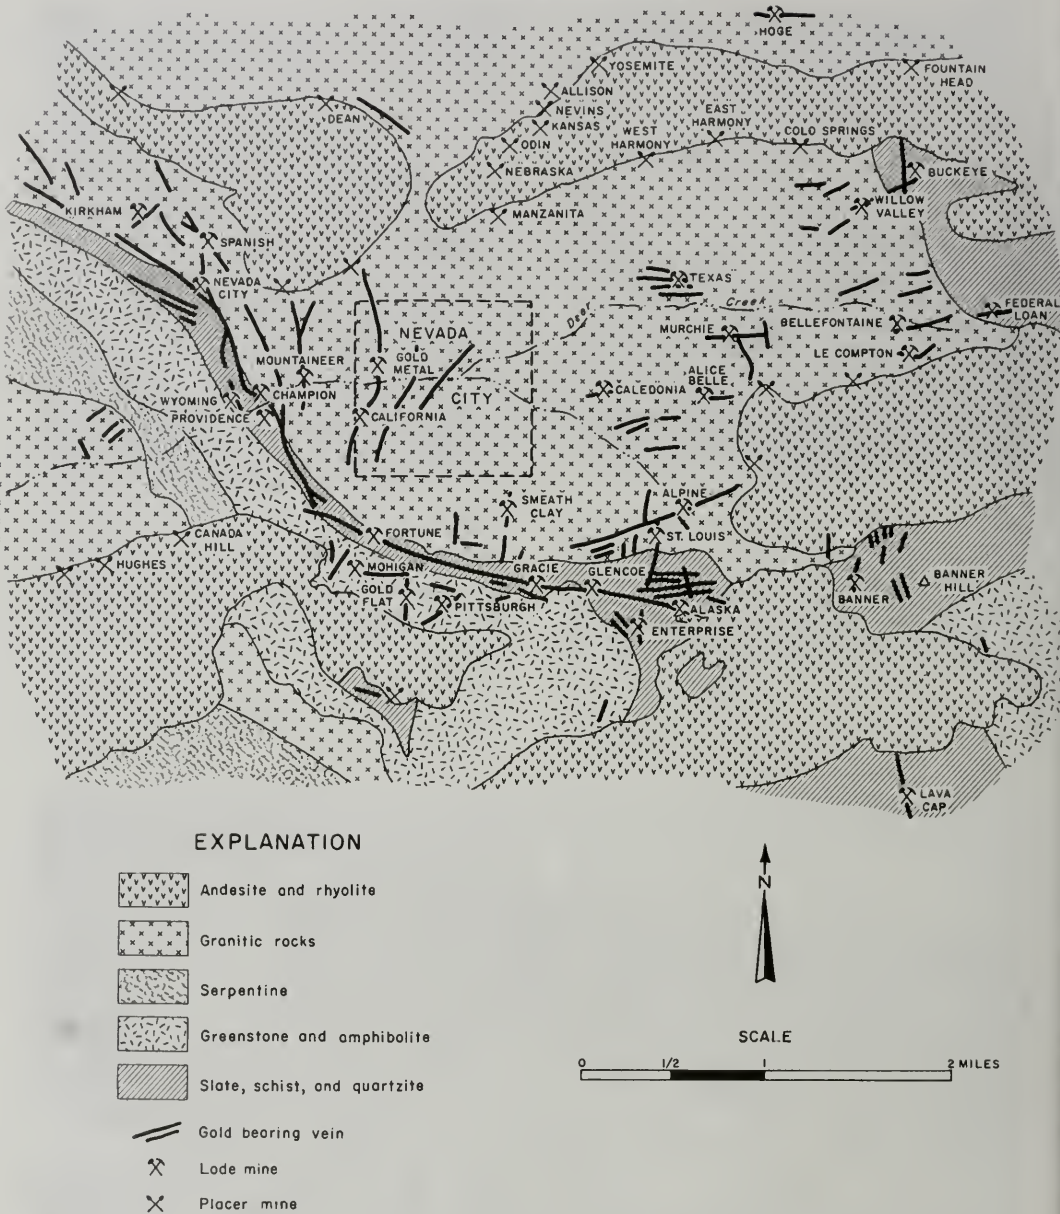 HOGE
YOSEMITE
FOUNTAIN
HEAD
ALLISON
NEVINS
KANSAS
DEAN
ODIN
WEST
HARMONY
EAST
HARMONY
COLD SPRINGS
NEBRASKA
BUCKEYE
KIRKHAM
MANZANITA
WILLOW
VALLEY
SPANISH
NEVADA
CITY
TEXAS
Deer Creek
NEVADA
CITY
MURCHIE
BELLEFONTAINE
FEDERAL
LOAN
MOUNTAINEER
GOLD
METAL
LE COMPTON
ALICE
BELLE
CALEDONIA
WYOMING
CHAMPION
PROVIDENCE
CALIFORNIA
SMEATH
CLAY
ALPINE
CANADA
HILL
FORTUNE
ST. LOUIS
HUGHES
MOHIGAN
GRACIE
GLENCOE
GOLD
FLAT
PITTSBURGH
ALASKA
BANNER
BANNER
HILL
ENTERPRISE
LAVA
CAP
EXPLANATION
Andesite and rhyolite
Granitic rocks
Serpentine
Greenstone and amphibolite
Slate, schist, and quartzite
Gold bearing vein
Lode mine
Placer mine
N
SCALE
0 1/2 1 2 MILES